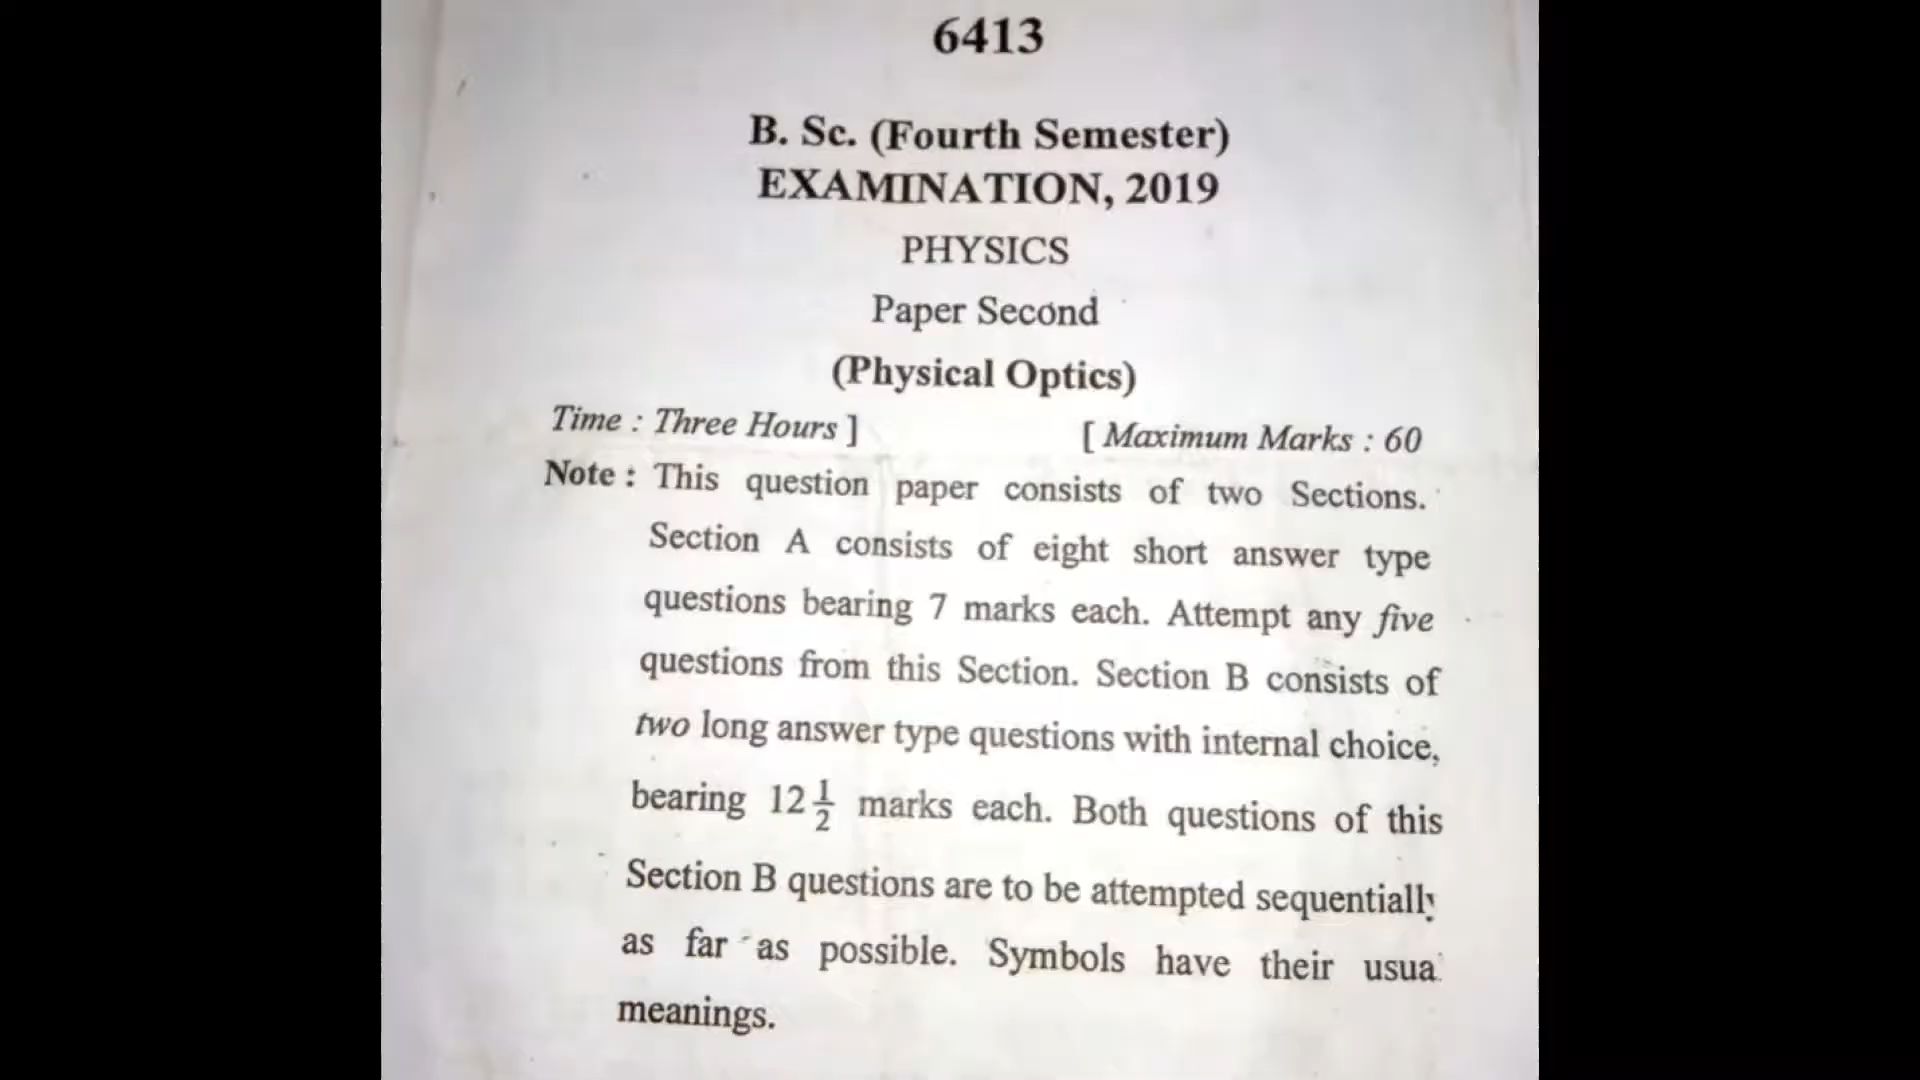 6413
B. Sc. (Fourth Semester)
EXAMINATION, 2019
PHYSICS
Paper Second
(Physical Optics)
Time : Three Hours ] [ Maximum Marks : 60
Note : This question paper consists of two Sections.
Section A consists of eight short answer type
questions bearing 7 marks each. Attempt any five
questions from this Section. Section B consists of
two long answer type questions with internal choice,
bearing 12 1/2 marks each. Both questions of this
Section B questions are to be attempted sequentially
as far as possible. Symbols have their usua
meanings.